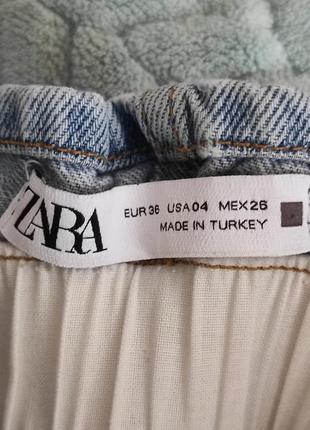 ZARA
EUR 36 USA 04 MEX 26
MADE IN TURKEY